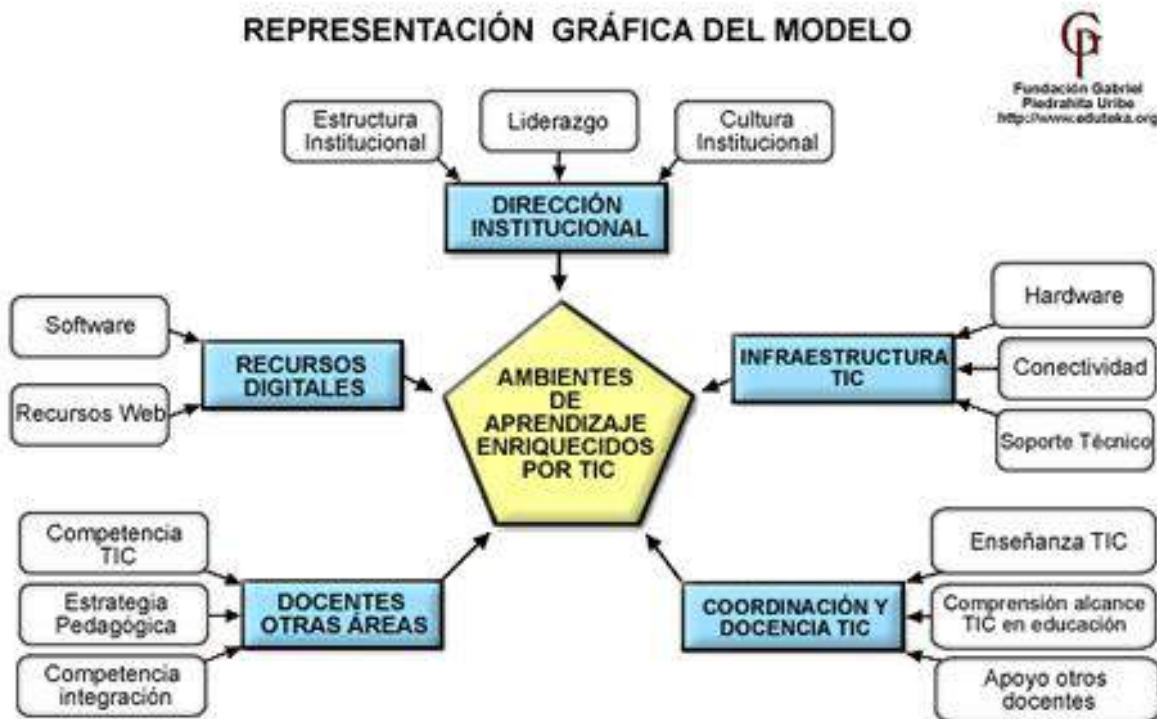 REPRESENTACIÓN GRÁFICA DEL MODELO
Fundación Gabriel
Piedrahita Uribe
http://www.eduteka.org
Estructura
Institucional
Liderazgo
Cultura
Institucional
DIRECCIÓN
INSTITUCIONAL
Software
Recursos Web
RECURSOS
DIGITALES
AMBIENTES
DE
APRENDIZAJE
ENRIQUECIDOS
POR TIC
INFRAESTRUCTURA
TIC
Hardware
Conectividad
Soporte Técnico
Competencia
TIC
Estrategia
Pedagógica
Competencia
integración
DOCENTES
OTRAS ÁREAS
COORDINACIÓN Y
DOCENCIA TIC
Enseñanza TIC
Comprensión alcance
TIC en educación
Apoyo otros
docentes